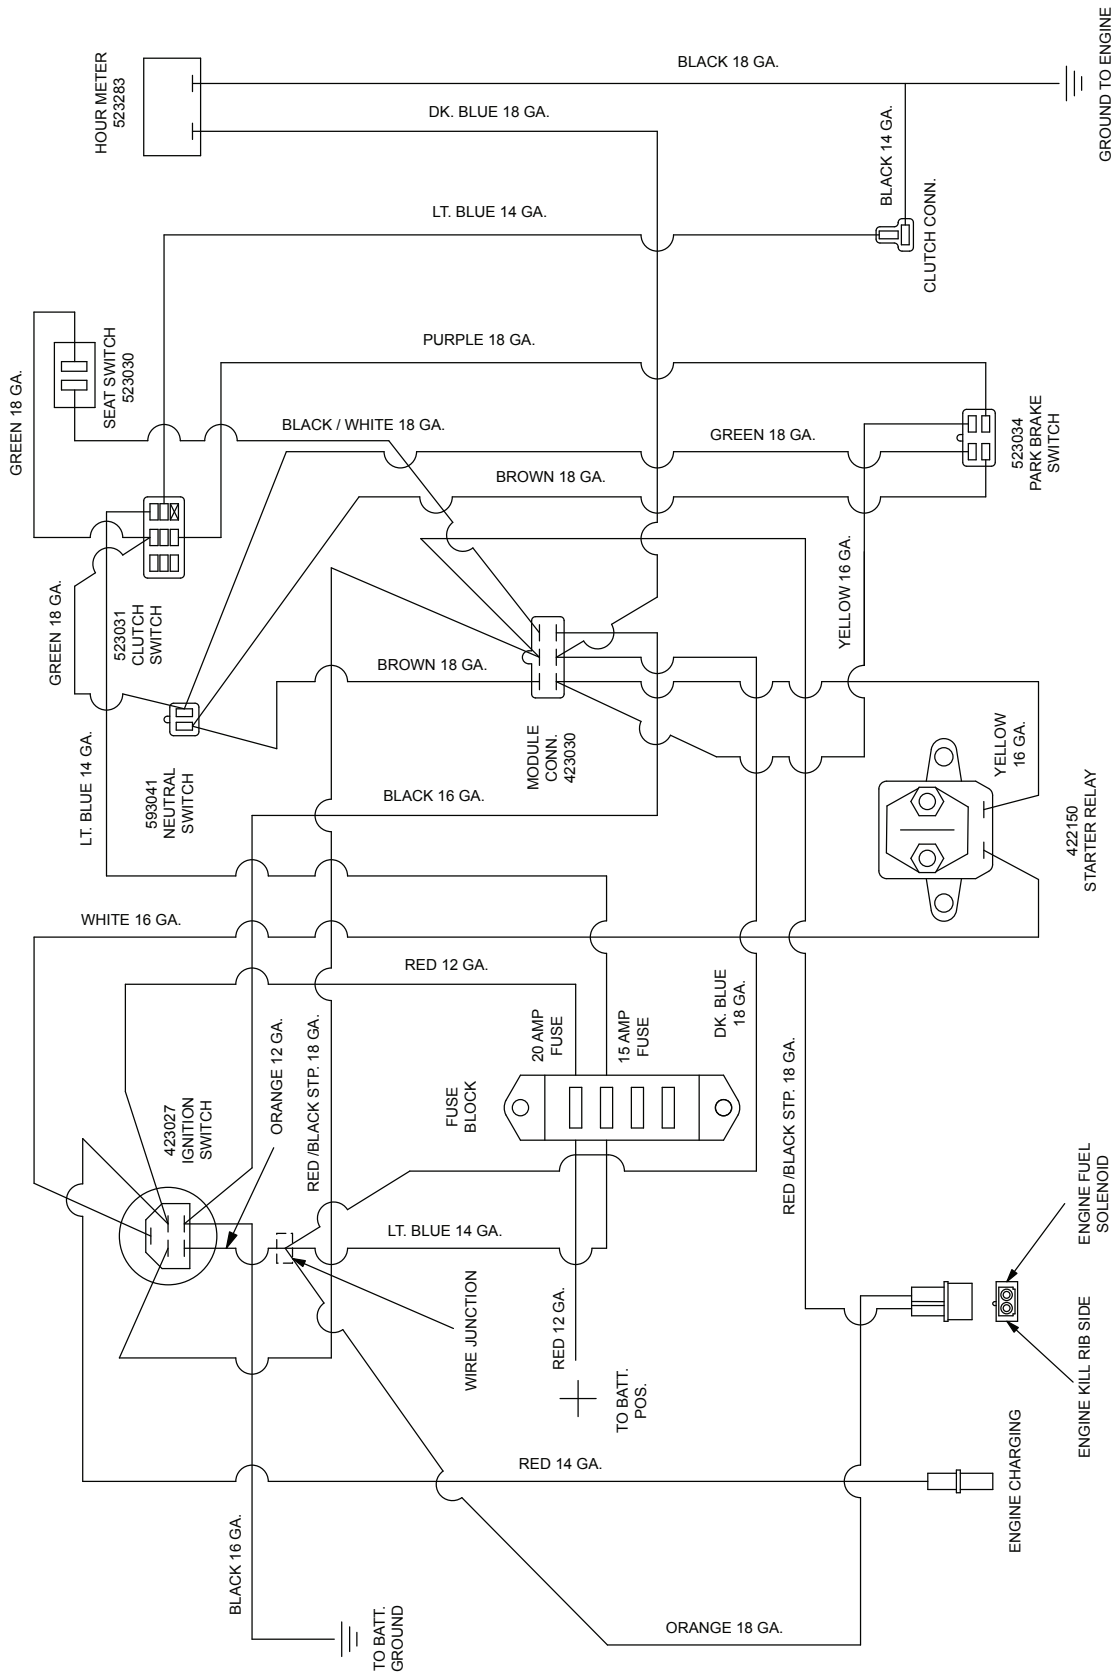 HOUR METER
523283
BLACK 18 GA.
DK. BLUE 18 GA.
GROUND TO ENGINE
BLACK 14 GA.
CLUTCH CONN.
LT. BLUE 14 GA.
GREEN 18 GA.
SEAT SWITCH
523030
PURPLE 18 GA.
BLACK / WHITE 18 GA.
GREEN 18 GA.
BROWN 18 GA.
523034
PARK BRAKE
SWITCH
YELLOW 16 GA.
523031
CLUTCH
SWITCH
GREEN 18 GA.
BROWN 18 GA.
593041
NEUTRAL
SWITCH
LT. BLUE 14 GA.
MODULE
CONN.
423030
BLACK 16 GA.
YELLOW
16 GA.
422150
STARTER RELAY
WHITE 16 GA.
RED 12 GA.
DK. BLUE
18 GA.
20 AMP
FUSE
15 AMP
FUSE
FUSE
BLOCK
423027
IGNITION
SWITCH
ORANGE 12 GA.
RED /BLACK STP. 18 GA.
RED /BLACK STP. 18 GA.
LT. BLUE 14 GA.
WIRE JUNCTION
RED 12 GA.
TO BATT.
POS.
ENGINE FUEL
SOLENOID
ENGINE KILL RIB SIDE
ENGINE CHARGING
RED 14 GA.
BLACK 16 GA.
TO BATT.
GROUND
ORANGE 18 GA.